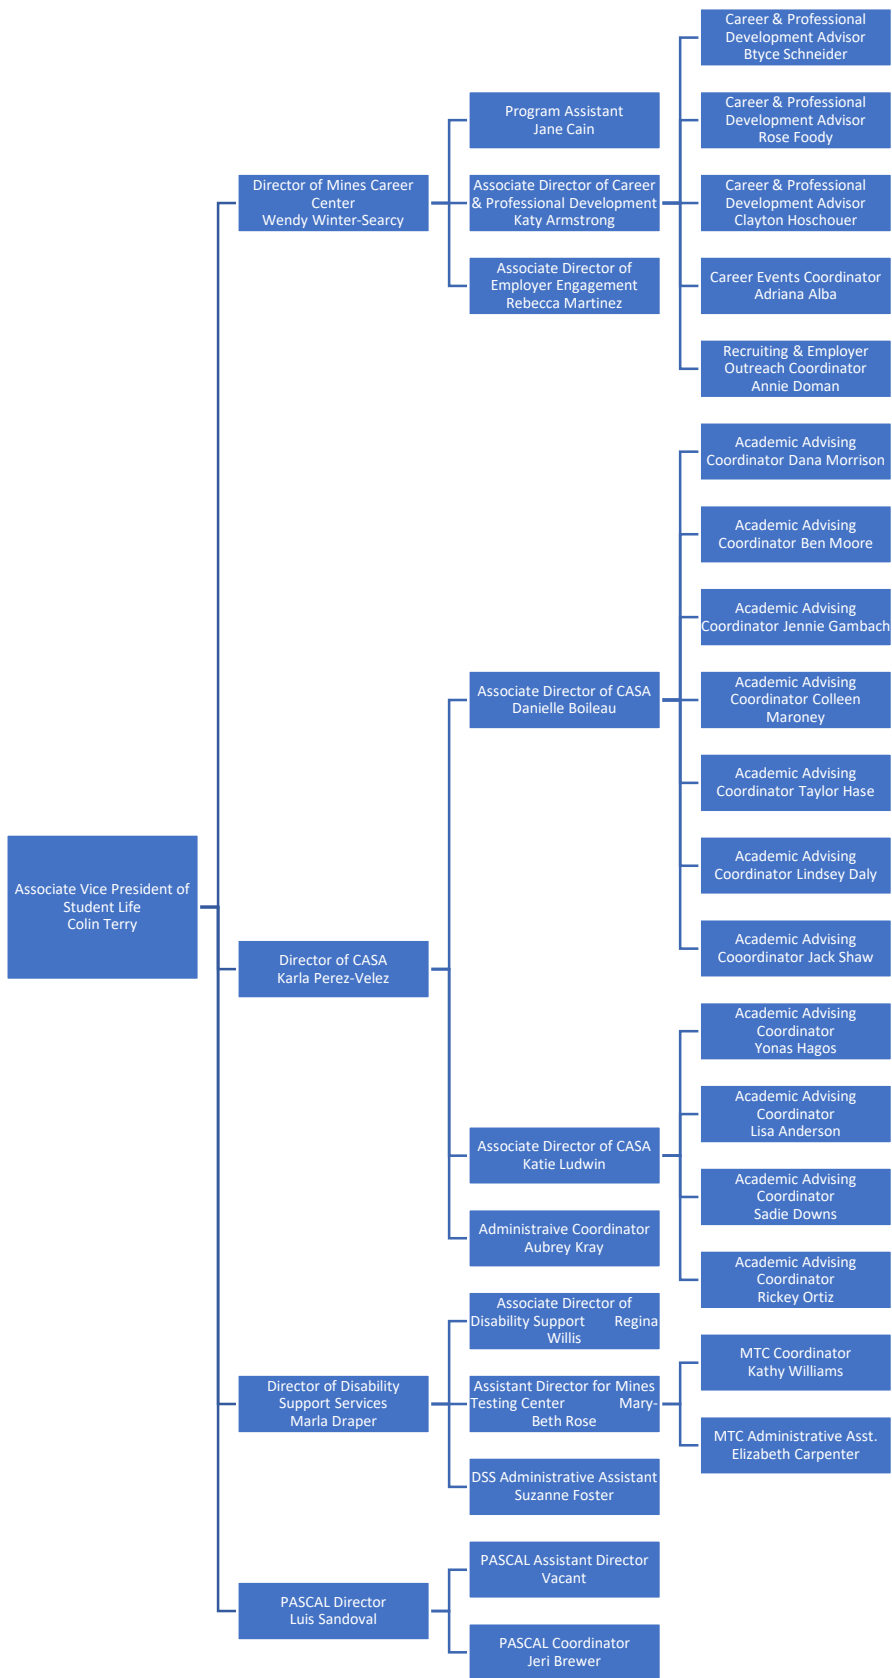 Career & Professional
Development Advisor
Btyce Schneider
Program Assistant
Jane Cain
Career & Professional
Development Advisor
Rose Foody
Director of Mines Career
Center
Wendy Winter-Searcy
Associate Director of Career
& Professional Development
Katy Armstrong
Career & Professional
Development Advisor
Clayton Hoschouer
Associate Director of
Employer Engagement
Rebecca Martinez
Career Events Coordinator
Adriana Alba
Recruiting & Employer
Outreach Coordinator
Annie Doman
Academic Advising
Coordinator Dana Morrison
Academic Advising
Coordinator Ben Moore
Academic Advising
Coordinator Jennie Gambach
Associate Director of CASA
Danielle Boileau
Academic Advising
Coordinator Colleen
Maroney
Academic Advising
Coordinator Taylor Hase
Associate Vice President of
Student Life
Colin Terry
Academic Advising
Coordinator Lindsey Daly
Director of CASA
Karla Perez-Velez
Academic Advising
Cooordinator Jack Shaw
Academic Advising
Coordinator
Yonas Hagos
Academic Advising
Coordinator
Lisa Anderson
Associate Director of CASA
Katie Ludwin
Academic Advising
Coordinator
Sadie Downs
Administraive Coordinator
Aubrey Kray
Academic Advising
Coordinator
Rickey Ortiz
Associate Director of
Disability Support Regina
Willis
MTC Coordinator
Kathy Williams
Director of Disability
Support Services
Marla Draper
Assistant Director for Mines
Testing Center Mary-
Beth Rose
MTC Administrative Asst.
Elizabeth Carpenter
DSS Administrative Assistant
Suzanne Foster
PASCAL Assistant Director
Vacant
PASCAL Director
Luis Sandoval
PASCAL Coordinator
Jeri Brewer